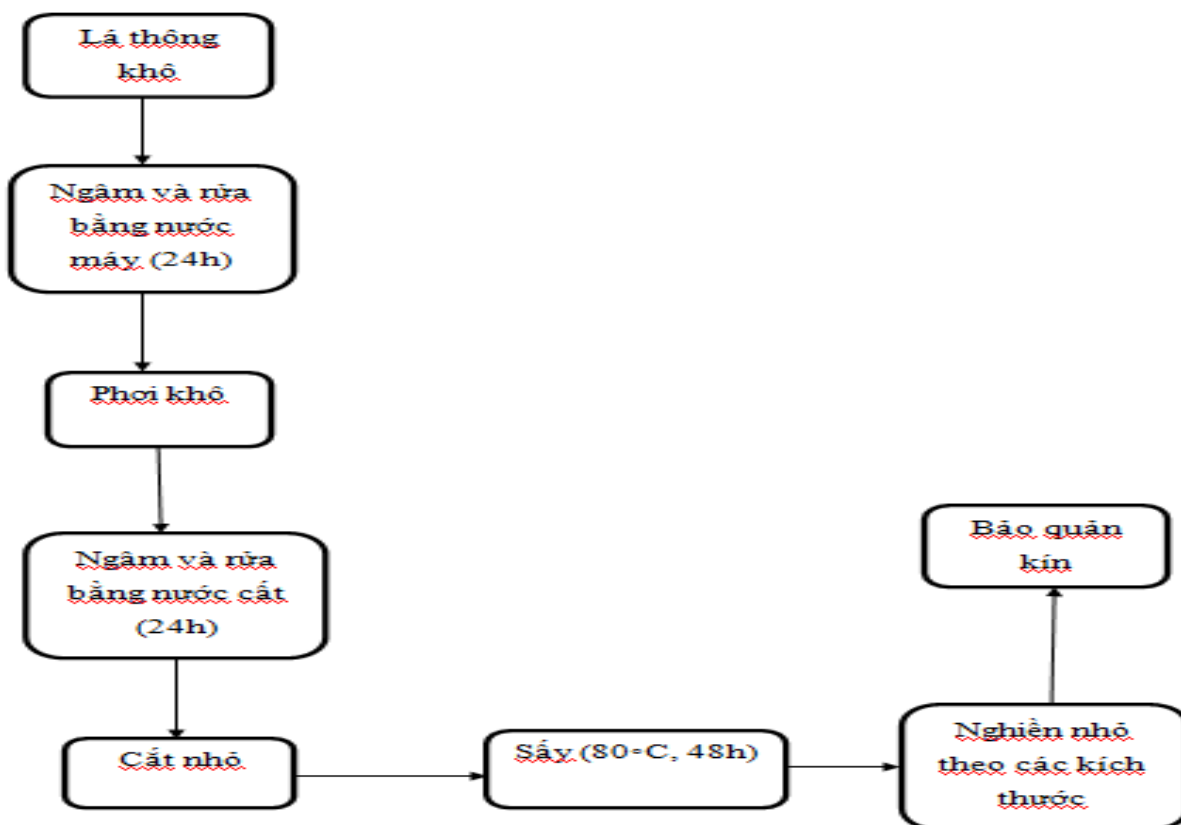 Lá thông
khô
Ngâm và rửa
bằng nước
máy (24h)
Phơi khô
Ngâm và rửa
bằng nước cất
(24h)
Cắt nhỏ
Sấy (80◦C, 48h)
Nghiền nhỏ
theo các kích
thước
Bảo quản
kín